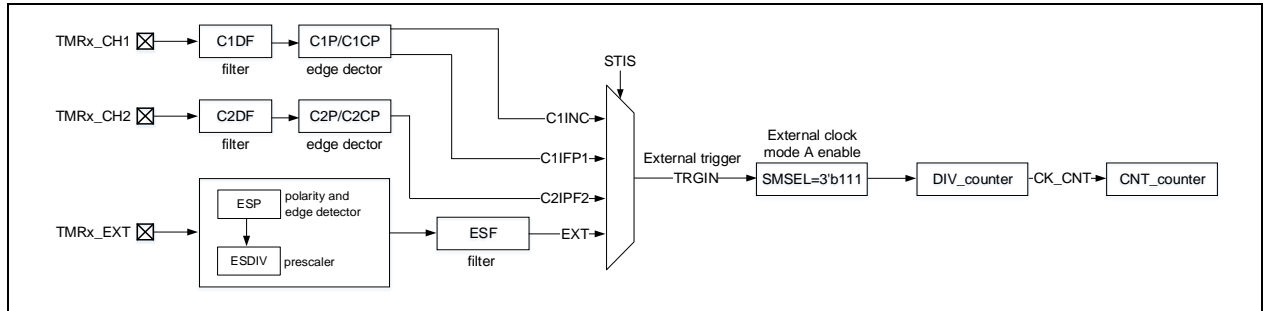 TMRx_CH1
C1DF
filter
C1P/C1CP
edge dector
TMRx_CH2
C2DF
filter
C2P/C2CP
edge dector
TMRx_EXT
ESP
polarity and
edge detector
ESDIV
prescaler
ESF
filter
STIS
C1INC
C1IFP1
C2IPF2
EXT
External trigger
TRGIN
External clock
mode A enable
SMSEL=3'b111
DIV_counter
CK_CNT
CNT_counter